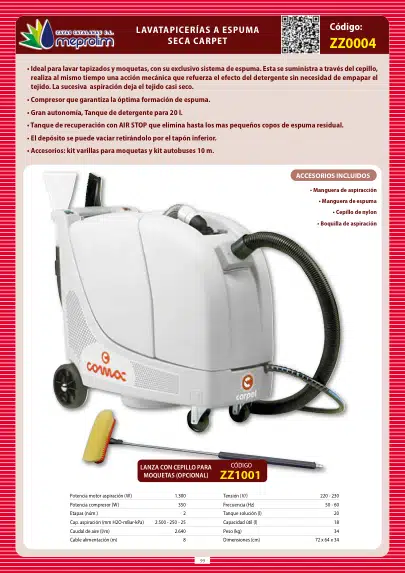 CUYAS CATALANAS S.L.
meprolim
LAVATAPICERÍAS A ESPUMA
SECA CARPET
Código:
ZZ0004
• Ideal para lavar tapizados y moquetas, con su exclusivo sistema de espuma. Esta se suministra a través del cepillo,
realiza al mismo tiempo una acción mecánica que refuerza el efecto del detergente sin necesidad de empapar el
tejido. La sucesiva aspiración deja el tejido casi seco.
• Compresor que garantiza la óptima formación de espuma.
• Gran autonomía, Tanque de detergente para 20 l.
• Tanque de recuperación con AIR STOP que elimina hasta los mas pequeños copos de espuma residual.
• El depósito se puede vaciar retirándolo por el tapón inferior.
• Accesorios: kit varillas para moquetas y kit autobuses 10 m.
ACCESORIOS INCLUIDOS
• Manguera de aspiracción
• Manguera de espuma
• Cepillo de nylon
• Boquilla de aspiración
comac
carpet
LANZA CON CEPILLO PARA
MOQUETAS (OPCIONAL)
CÓDIGO
ZZ1001
Potencia motor aspiración (W) 1.300
Potencia compresor (W) 350
Etapas (núm.) 2
Cap. aspiración (mm H2O-mbar-kPa) 2.500 - 250 - 25
Caudal de aire (l/m) 2.640
Cable alimentación (m) 8
Tensión (V) 220 - 230
Frecuencia (Hz) 50 - 60
Tanque solución (l) 20
Capacidad útil (l) 18
Peso (kg) 34
Dimensiones (cm) 72 x 64 x 34